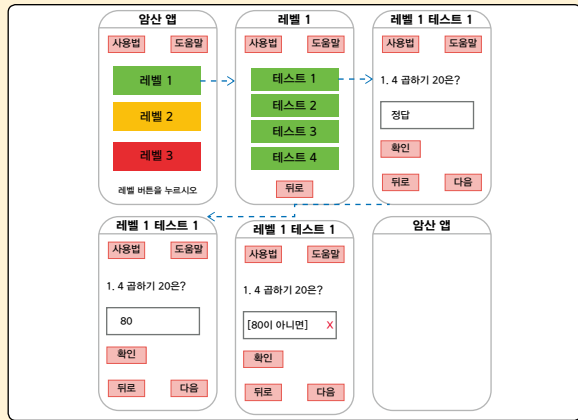 암산 앱
사용법 도움말
레벨 1
레벨 2
레벨 3
레벨 버튼을 누르시오
레벨 1
사용법 도움말
테스트 1
테스트 2
테스트 3
테스트 4
뒤로
레벨 1 테스트 1
사용법 도움말
1. 4 곱하기 20은?
정답
확인
뒤로 다음
레벨 1 테스트 1
사용법 도움말
1. 4 곱하기 20은?
80
확인
뒤로 다음
레벨 1 테스트 1
사용법 도움말
1. 4 곱하기 20은?
[80이 아니면] X
확인
뒤로 다음
암산 앱